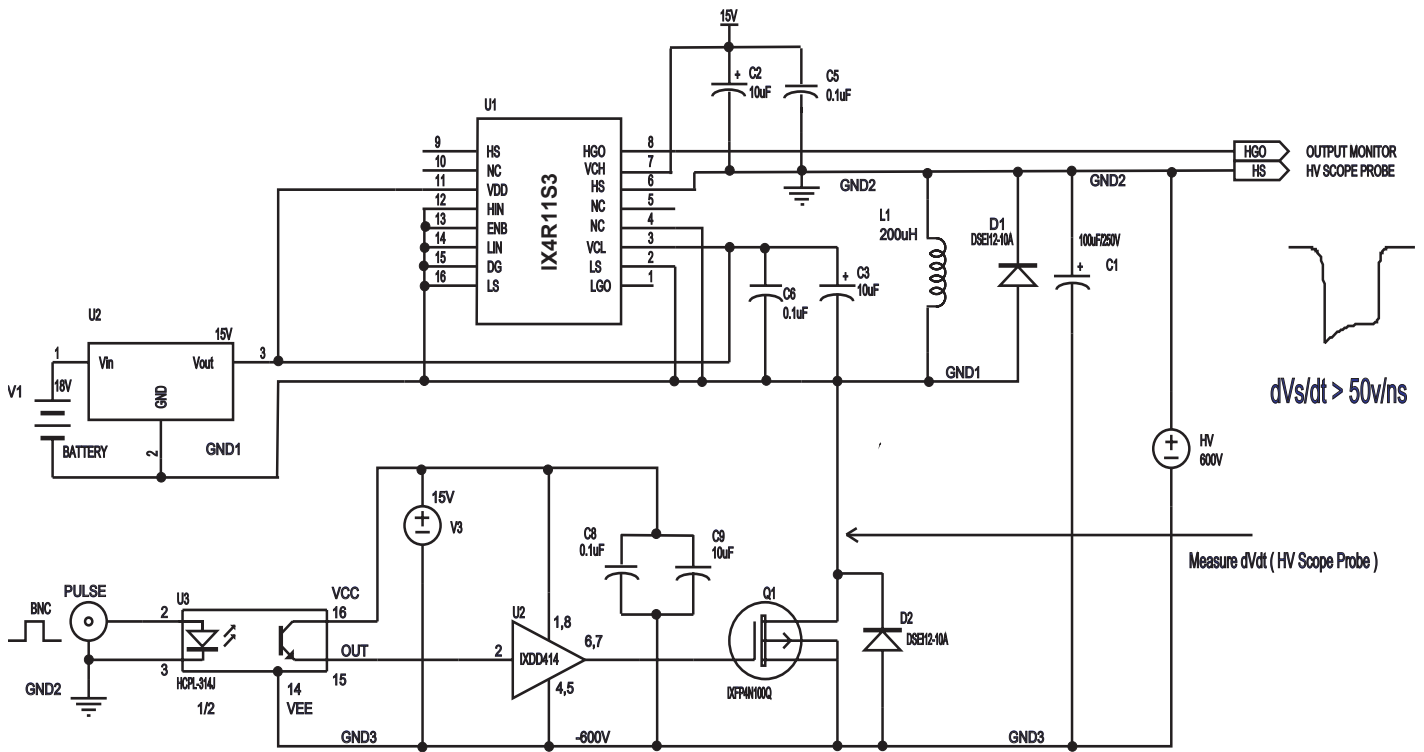 15V
C2
+
10uF
C5
0.1uF
U1
IX4R11S3
9
HS
10
NC
11
VDD
12
HIN
13
ENB
14
LIN
15
DG
16
LS
HGO
8
VCH
7
HS
6
NC
5
NC
4
VCL
3
LS
2
LGO
1
HGO
OUTPUT MONITOR
HS
HV SCOPE PROBE
GND2
GND2
L1
200uH
D1
DSEI12-10A
100uF/250V
+
C1
C6
0.1uF
+
C3
10uF
GND1
dVs/dt > 50v/ns
U2
15V
1
Vin
Vout
3
GND
2
V1
18V
BATTERY
GND1
HV
600V
+
Measure dVdt ( HV Scope Probe )
15V
+
V3
C8
0.1uF
C9
10uF
BNC
PULSE
GND2
U3
2
3
HCPL-314J
1/2
VCC
16
OUT
15
14
VEE
U2
2
IXDD414
1,8
6,7
4,5
Q1
IXFP4N100Q
D2
DSEI12-10A
GND3
-600V
GND3